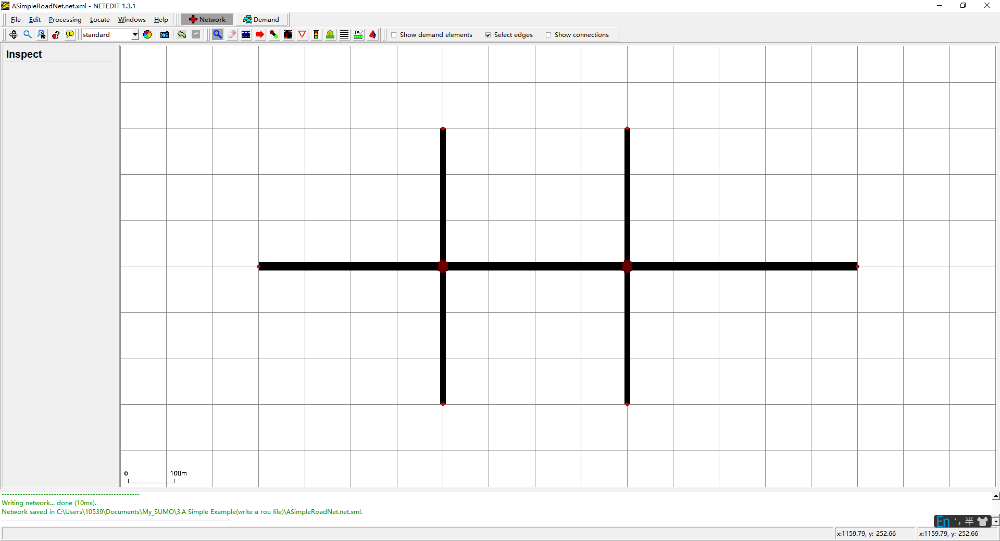 ASimpleRoadNet.net.xml - NETEDIT 1.3.1
File Edit Processing Locate Windows Help Network Demand
standard TAZ Show demand elements Select edges Show connections
Inspect
0 100m
Writing network... done (10ms).
Network saved in C:\Users\10539\Documents\My_SUMO\3.A Simple Example(write a rou file)\ASimpleRoadNet.net.xml.
En 半
x:1159.79, y:-252.66 x:1159.79, y:-252.66